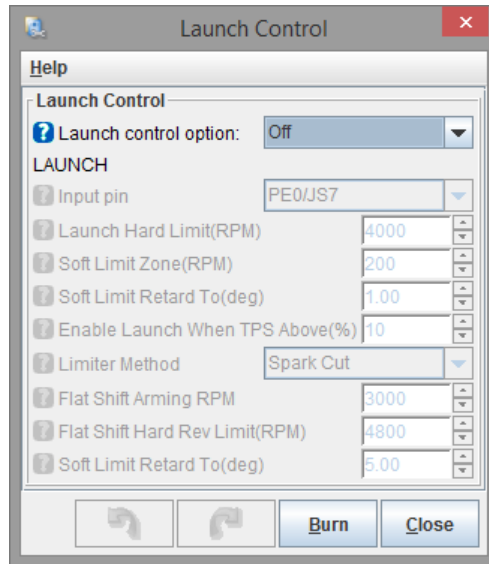 Launch Control
Help
Launch Control
Launch control option: Off
LAUNCH
Input pin PE0/JS7
Launch Hard Limit(RPM) 4000
Soft Limit Zone(RPM) 200
Soft Limit Retard To(deg) 1.00
Enable Launch When TPS Above(%) 10
Limiter Method Spark Cut
Flat Shift Arming RPM 3000
Flat Shift Hard Rev Limit(RPM) 4800
Soft Limit Retard To(deg) 5.00
Burn Close